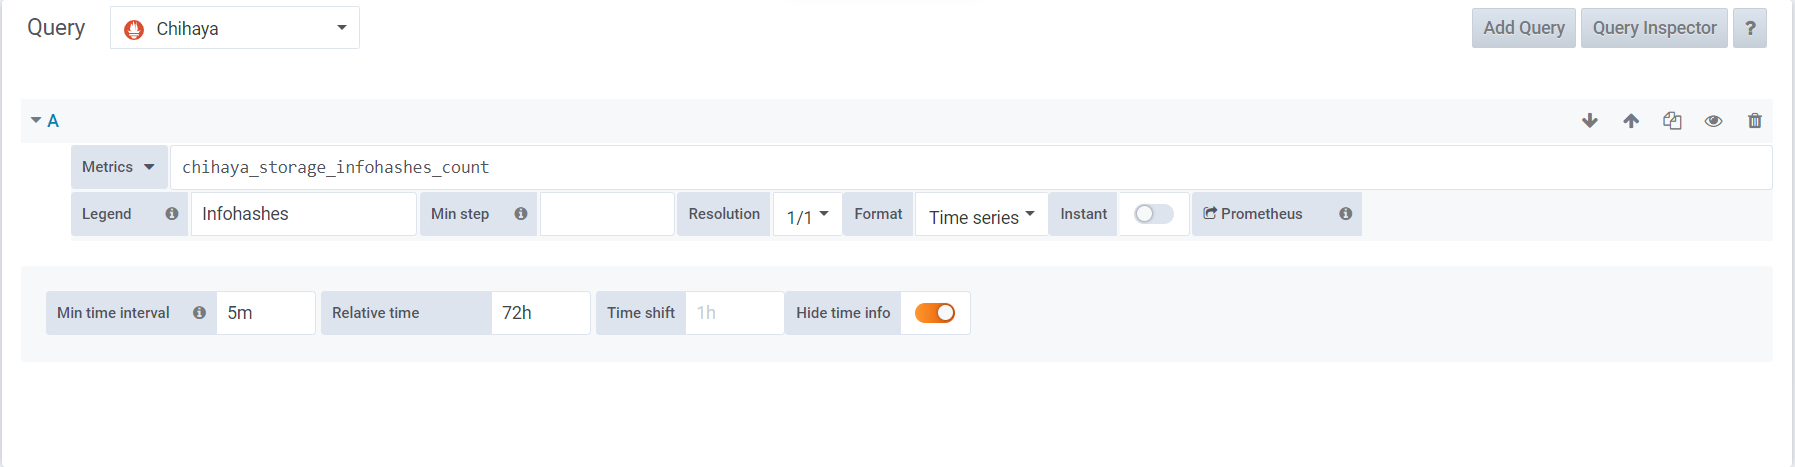 Query Chihaya Add Query Query Inspector ?
A
Metrics chihaya_storage_infohashes_count
Legend Infohashes Min step Resolution 1/1 Format Time series Instant Prometheus
Min time interval 5m Relative time 72h Time shift 1h Hide time info